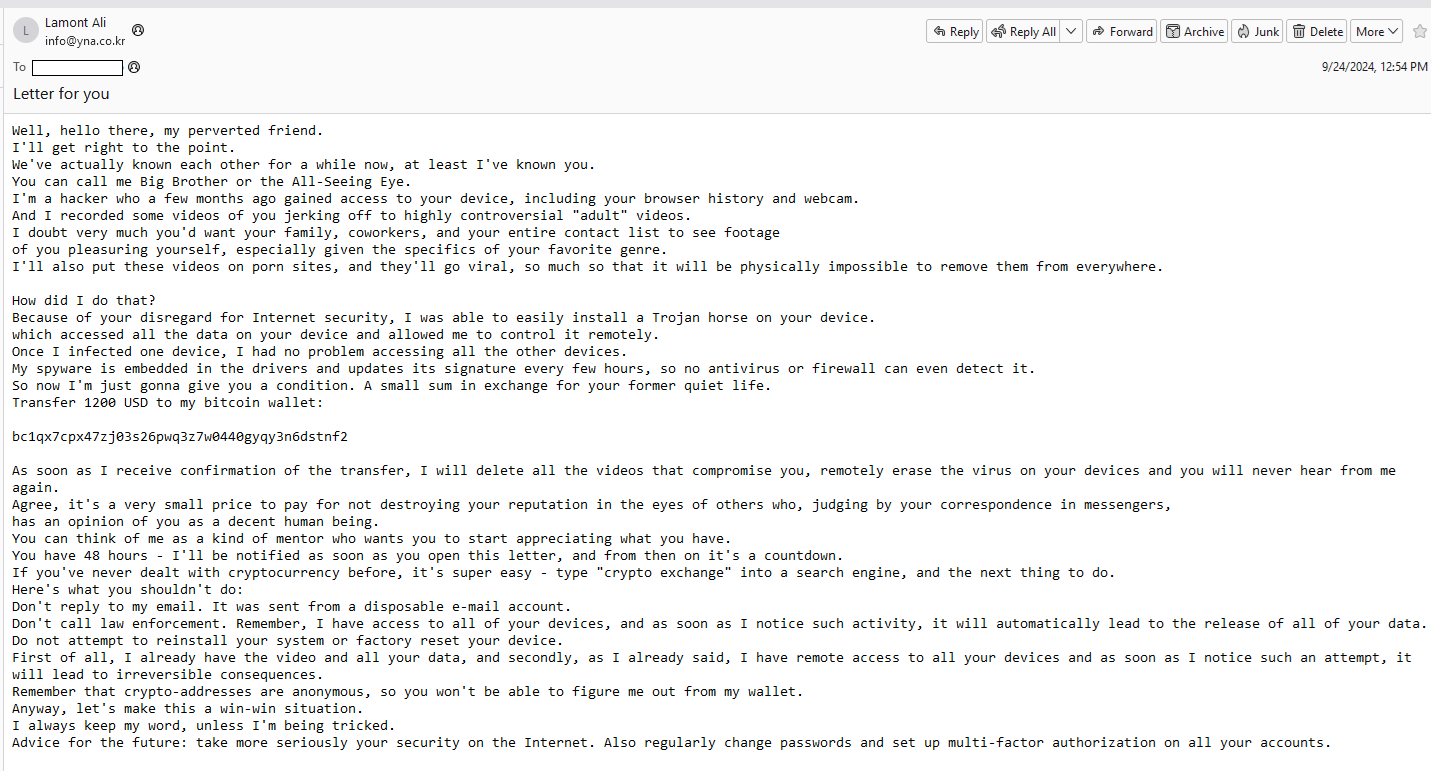 L
Lamont Ali
info@yna.co.kr
Reply
Reply All
Forward
Archive
Junk
Delete
More
To
9/24/2024, 12:54 PM
Letter for you
Well, hello there, my perverted friend.
I'll get right to the point.
We've actually known each other for a while now, at least I've known you.
You can call me Big Brother or the All-Seeing Eye.
I'm a hacker who a few months ago gained access to your device, including your browser history and webcam.
And I recorded some videos of you jerking off to highly controversial "adult" videos.
I doubt very much you'd want your family, coworkers, and your entire contact list to see footage
of you pleasuring yourself, especially given the specifics of your favorite genre.
I'll also put these videos on porn sites, and they'll go viral, so much so that it will be physically impossible to remove them from everywhere.
How did I do that?
Because of your disregard for Internet security, I was able to easily install a Trojan horse on your device.
which accessed all the data on your device and allowed me to control it remotely.
Once I infected one device, I had no problem accessing all the other devices.
My spyware is embedded in the drivers and updates its signature every few hours, so no antivirus or firewall can even detect it.
So now I'm just gonna give you a condition. A small sum in exchange for your former quiet life.
Transfer 1200 USD to my bitcoin wallet:
bc1qx7cpx47zj03s26pwq3z7w0440gyqy3n6dstnf2
As soon as I receive confirmation of the transfer, I will delete all the videos that compromise you, remotely erase the virus on your devices and you will never hear from me
again.
Agree, it's a very small price to pay for not destroying your reputation in the eyes of others who, judging by your correspondence in messengers,
has an opinion of you as a decent human being.
You can think of me as a kind of mentor who wants you to start appreciating what you have.
You have 48 hours - I'll be notified as soon as you open this letter, and from then on it's a countdown.
If you've never dealt with cryptocurrency before, it's super easy - type "crypto exchange" into a search engine, and the next thing to do.
Here's what you shouldn't do:
Don't reply to my email. It was sent from a disposable e-mail account.
Don't call law enforcement. Remember, I have access to all of your devices, and as soon as I notice such activity, it will automatically lead to the release of all of your data.
Do not attempt to reinstall your system or factory reset your device.
First of all, I already have the video and all your data, and secondly, as I already said, I have remote access to all your devices and as soon as I notice such an attempt, it
will lead to irreversible consequences.
Remember that crypto-addresses are anonymous, so you won't be able to figure me out from my wallet.
Anyway, let's make this a win-win situation.
I always keep my word, unless I'm being tricked.
Advice for the future: take more seriously your security on the Internet. Also regularly change passwords and set up multi-factor authorization on all your accounts.